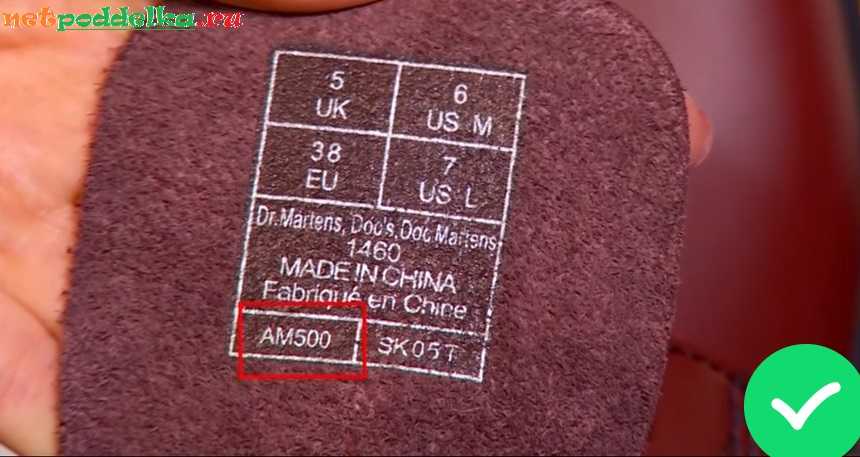 netpoddelka.ru
5 UK
6 US M
38 EU
7 US L
Dr.Martens, Doc's, Doc Martens
1460
MADE IN CHINA
Fabriqué en Chine
AM500
SK05T